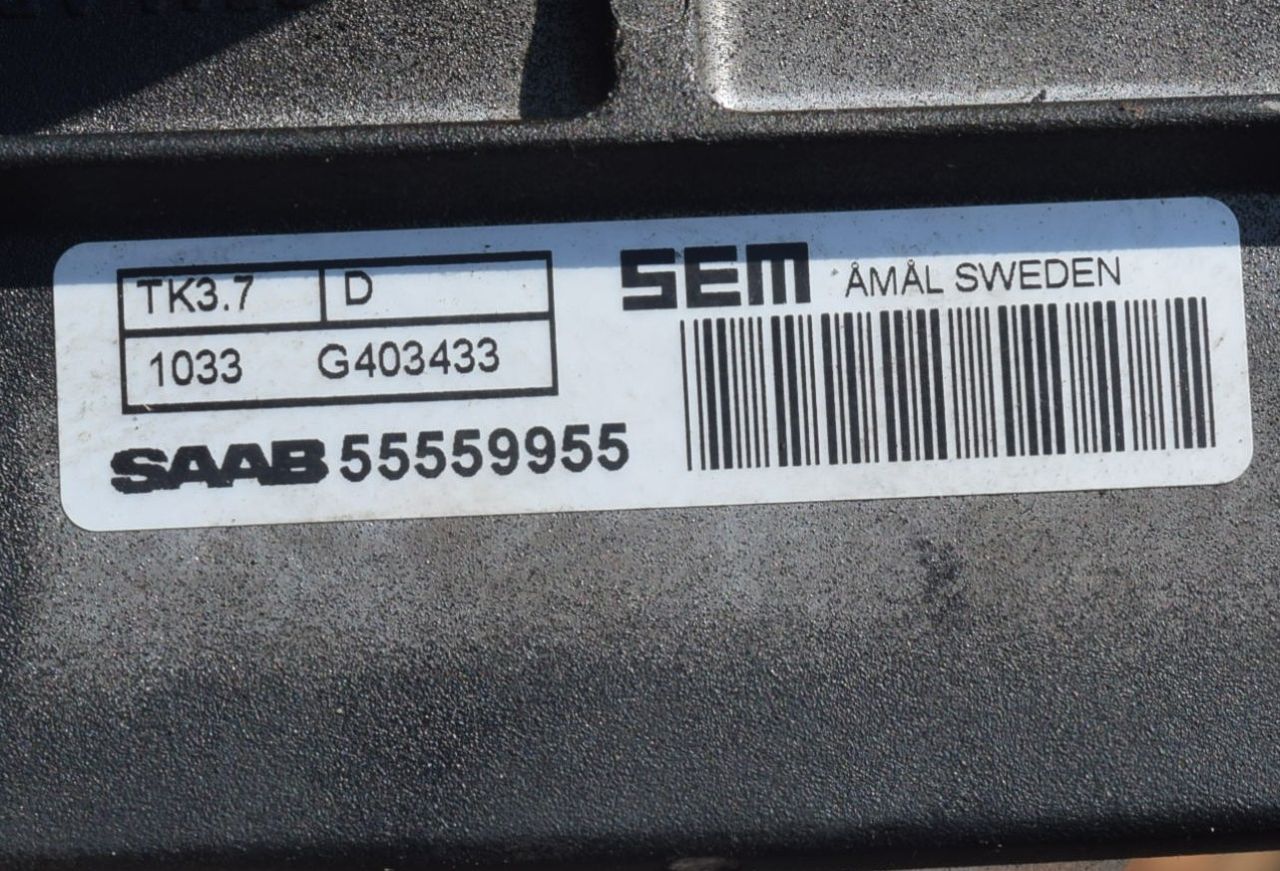 TK3.7 D
1033 G403433
SAAB 55559955
SEM ÅMÅL SWEDEN